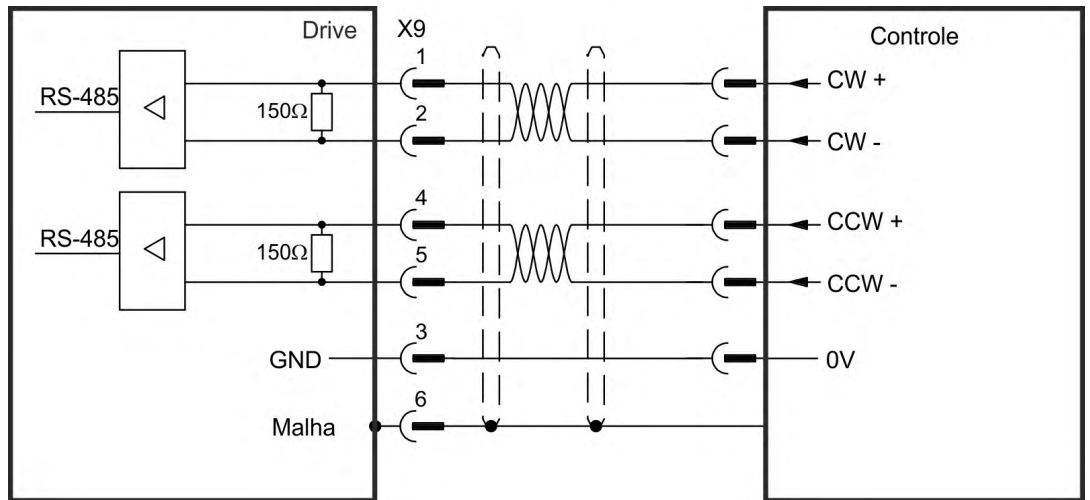 Drive
X9
Controle
1
CW +
RS-485
150Ω
2
CW -
4
CCW +
RS-485
150Ω
5
CCW -
3
GND
0V
6
Malha